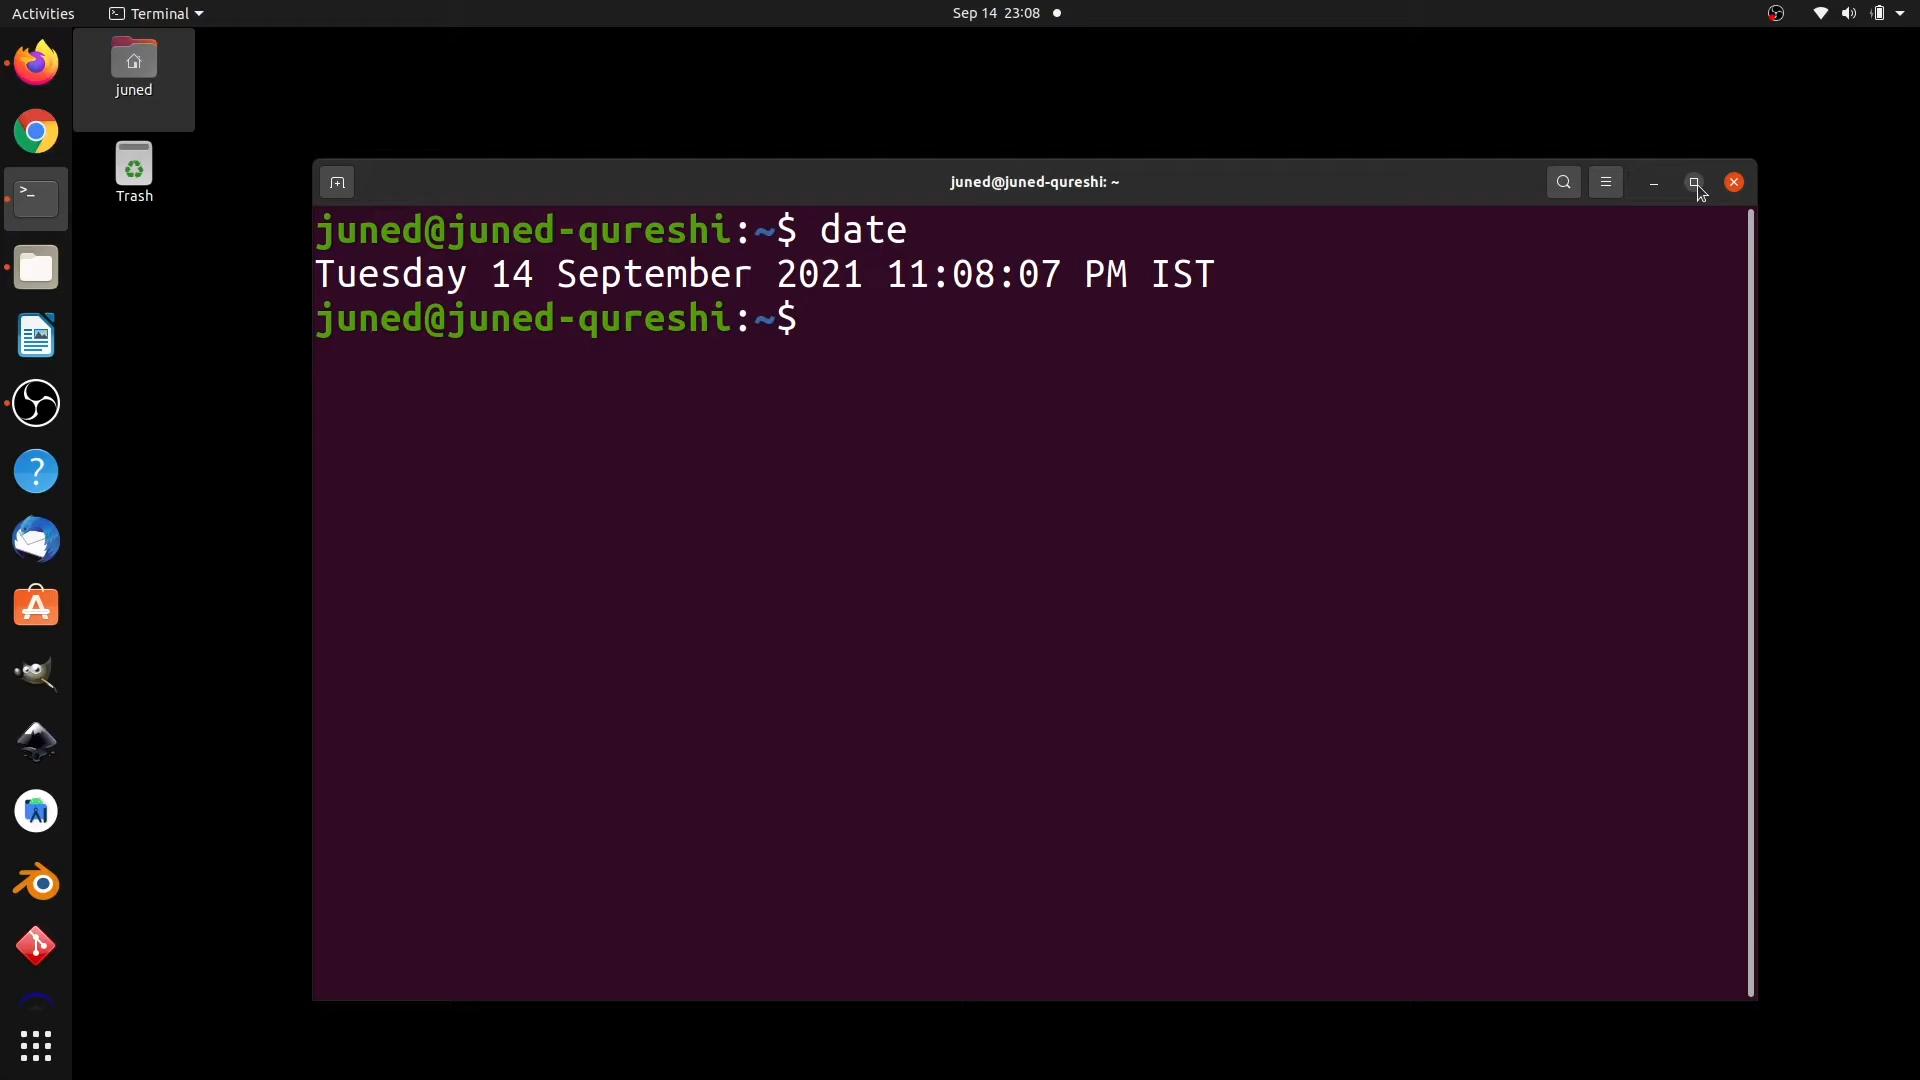 Activities
Terminal
Sep 14 23:08
juned
Trash
juned@juned-qureshi: ~
juned@juned-qureshi:~$ date
Tuesday 14 September 2021 11:08:07 PM IST
juned@juned-qureshi:~$